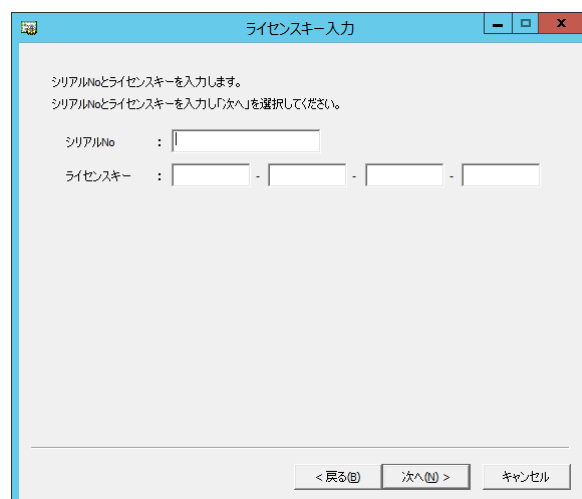 ライセンスキー入力
シリアルNoとライセンスキーを入力します。
シリアルNoとライセンスキーを入力し「次へ」を選択してください。
シリアルNo :
ライセンスキー : - - -
< 戻る(B) 次へ(N) > キャンセル